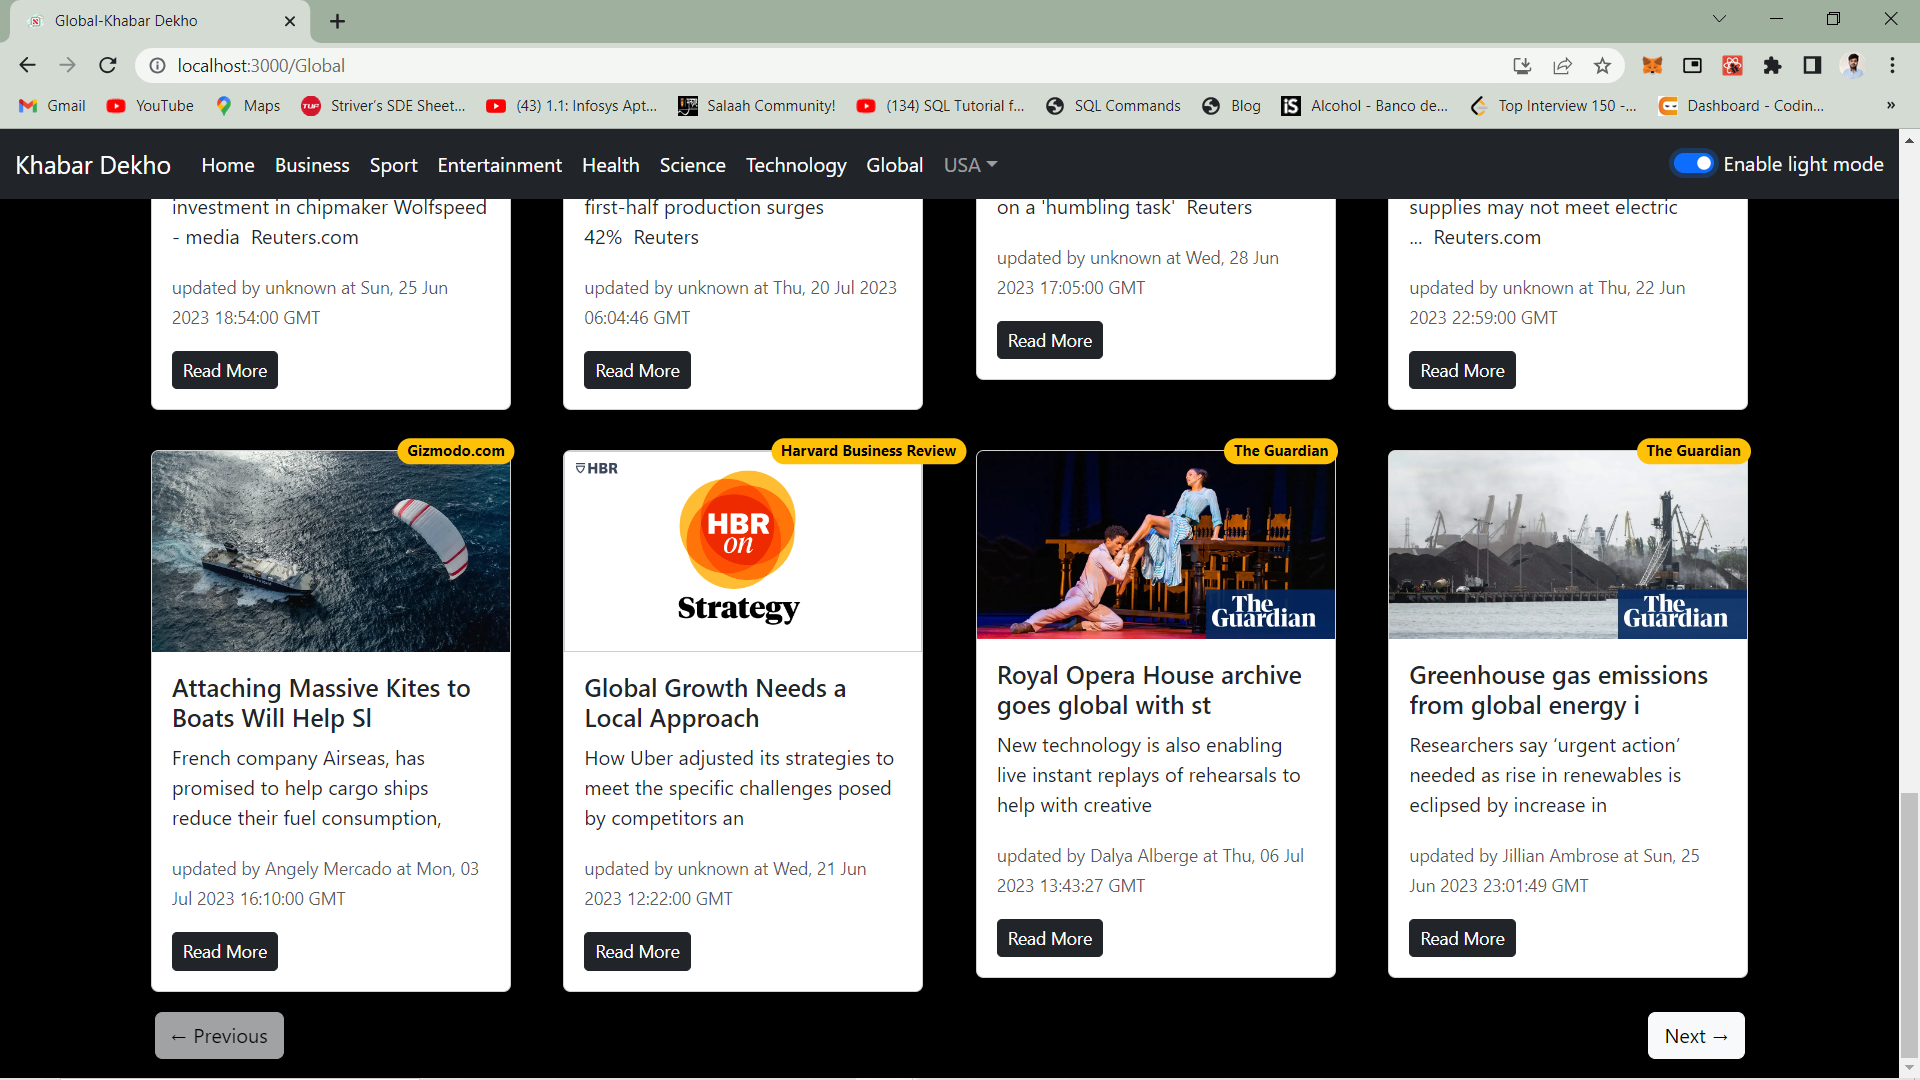 Global-Khabar Dekho
localhost:3000/Global
Gmail
YouTube
Maps
Striver's SDE Sheet...
(43) 1.1: Infosys Apt...
Salaah Community!
(134) SQL Tutorial f...
SQL Commands
Blog
Alcohol - Banco de...
Top Interview 150 -...
Dashboard - Codin...
»
Khabar Dekho
Home
Business
Sport
Entertainment
Health
Science
Technology
Global
USA
Enable light mode
investment in chipmaker Wolfspeed
- media  Reuters.com
updated by unknown at Sun, 25 Jun
2023 18:54:00 GMT
Read More
first-half production surges
42%  Reuters
updated by unknown at Thu, 20 Jul 2023
06:04:46 GMT
Read More
on a 'humbling task'  Reuters
updated by unknown at Wed, 28 Jun
2023 17:05:00 GMT
Read More
supplies may not meet electric
...  Reuters.com
updated by unknown at Thu, 22 Jun
2023 22:59:00 GMT
Read More
Gizmodo.com
Attaching Massive Kites to
Boats Will Help Sl
French company Airseas, has
promised to help cargo ships
reduce their fuel consumption,
updated by Angely Mercado at Mon, 03
Jul 2023 16:10:00 GMT
Read More
Harvard Business Review
HBR
HBR
on
Strategy
Global Growth Needs a
Local Approach
How Uber adjusted its strategies to
meet the specific challenges posed
by competitors an
updated by unknown at Wed, 21 Jun
2023 12:22:00 GMT
Read More
The Guardian
The
Guardian
Royal Opera House archive
goes global with st
New technology is also enabling
live instant replays of rehearsals to
help with creative
updated by Dalya Alberge at Thu, 06 Jul
2023 13:43:27 GMT
Read More
The Guardian
The
Guardian
Greenhouse gas emissions
from global energy i
Researchers say ‘urgent action’
needed as rise in renewables is
eclipsed by increase in
updated by Jillian Ambrose at Sun, 25
Jun 2023 23:01:49 GMT
Read More
← Previous
Next →